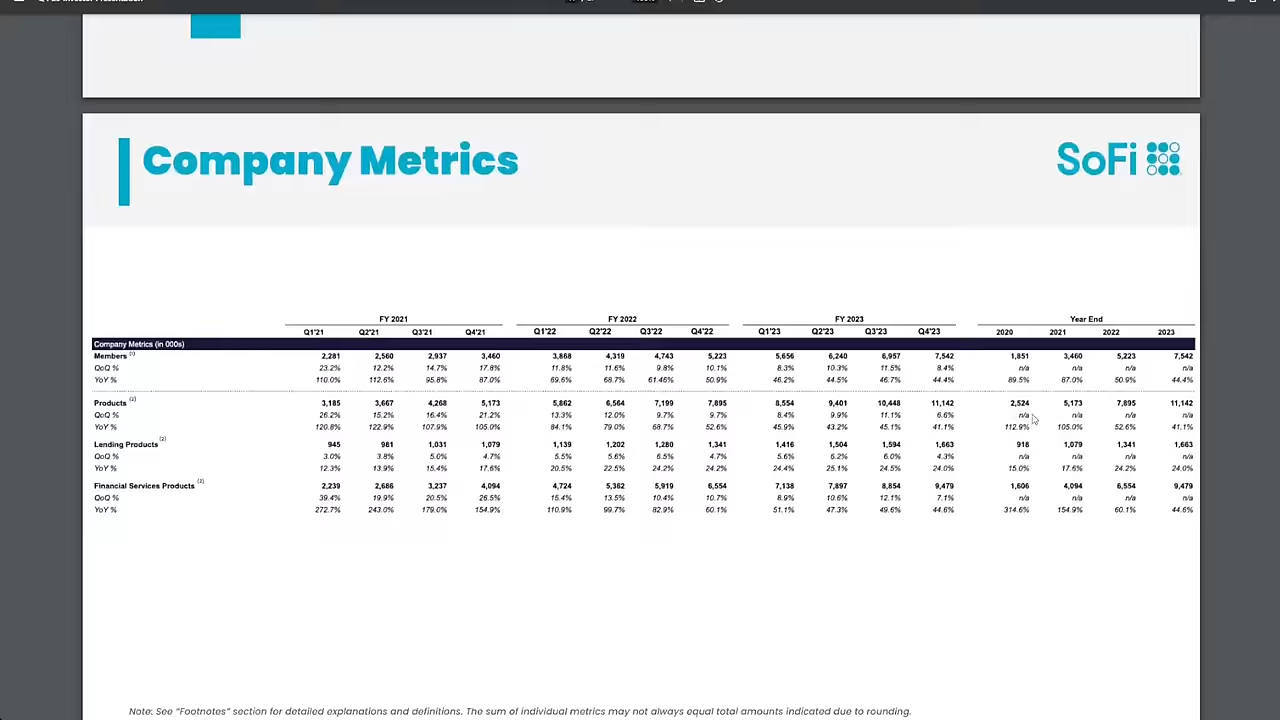 Company Metrics
SoFi
FY 2021 FY 2022 FY 2023 Year End
Q1'21 Q2'21 Q3'21 Q4'21 Q1'22 Q2'22 Q3'22 Q4'22 Q1'23 Q2'23 Q3'23 Q4'23 2020 2021 2022 2023
Company Metrics (in 000s)
Members (1) 2,281 2,560 2,937 3,460 3,868 4,319 4,743 5,223 5,656 6,240 6,957 7,542 1,851 3,460 5,223 7,542
QoQ % 23.2% 12.2% 14.7% 17.8% 11.8% 11.6% 9.8% 10.1% 8.3% 10.3% 11.5% 8.4% n/a n/a n/a n/a
YoY % 110.0% 112.6% 95.8% 87.0% 69.6% 68.7% 61.46% 50.9% 46.2% 44.5% 46.7% 44.4% 89.5% 87.0% 50.9% 44.4%
Products (2) 3,185 3,667 4,268 5,173 5,862 6,564 7,199 7,895 8,554 9,401 10,448 11,142 2,524 5,173 7,895 11,142
QoQ % 26.2% 15.2% 16.4% 21.2% 13.3% 12.0% 9.7% 9.7% 8.4% 9.9% 11.1% 6.6% n/a n/a n/a n/a
YoY % 120.8% 122.9% 107.9% 105.0% 84.1% 79.0% 68.7% 52.6% 45.9% 43.2% 45.1% 41.1% 112.9% 105.0% 52.6% 41.1%
Lending Products (2) 945 981 1,031 1,079 1,139 1,202 1,280 1,341 1,416 1,504 1,594 1,663 918 1,079 1,341 1,663
QoQ % 3.0% 3.8% 5.0% 4.7% 5.5% 5.6% 6.5% 4.7% 5.6% 6.2% 6.0% 4.3% n/a n/a n/a n/a
YoY % 12.3% 13.9% 15.4% 17.6% 20.5% 22.5% 24.2% 24.2% 24.4% 25.1% 24.5% 24.0% 15.0% 17.6% 24.2% 24.0%
Financial Services Products (2) 2,239 2,686 3,237 4,094 4,724 5,362 5,919 6,554 7,138 7,897 8,854 9,479 1,606 4,094 6,554 9,479
QoQ % 39.4% 19.9% 20.5% 26.5% 15.4% 13.5% 10.4% 10.7% 8.9% 10.6% 12.1% 7.1% n/a n/a n/a n/a
YoY % 272.7% 243.0% 179.0% 154.9% 110.9% 99.7% 82.9% 60.1% 51.1% 47.3% 49.6% 44.6% 314.6% 154.9% 60.1% 44.6%
Note: See “Footnotes” section for detailed explanations and definitions. The sum of individual metrics may not always equal total amounts indicated due to rounding.